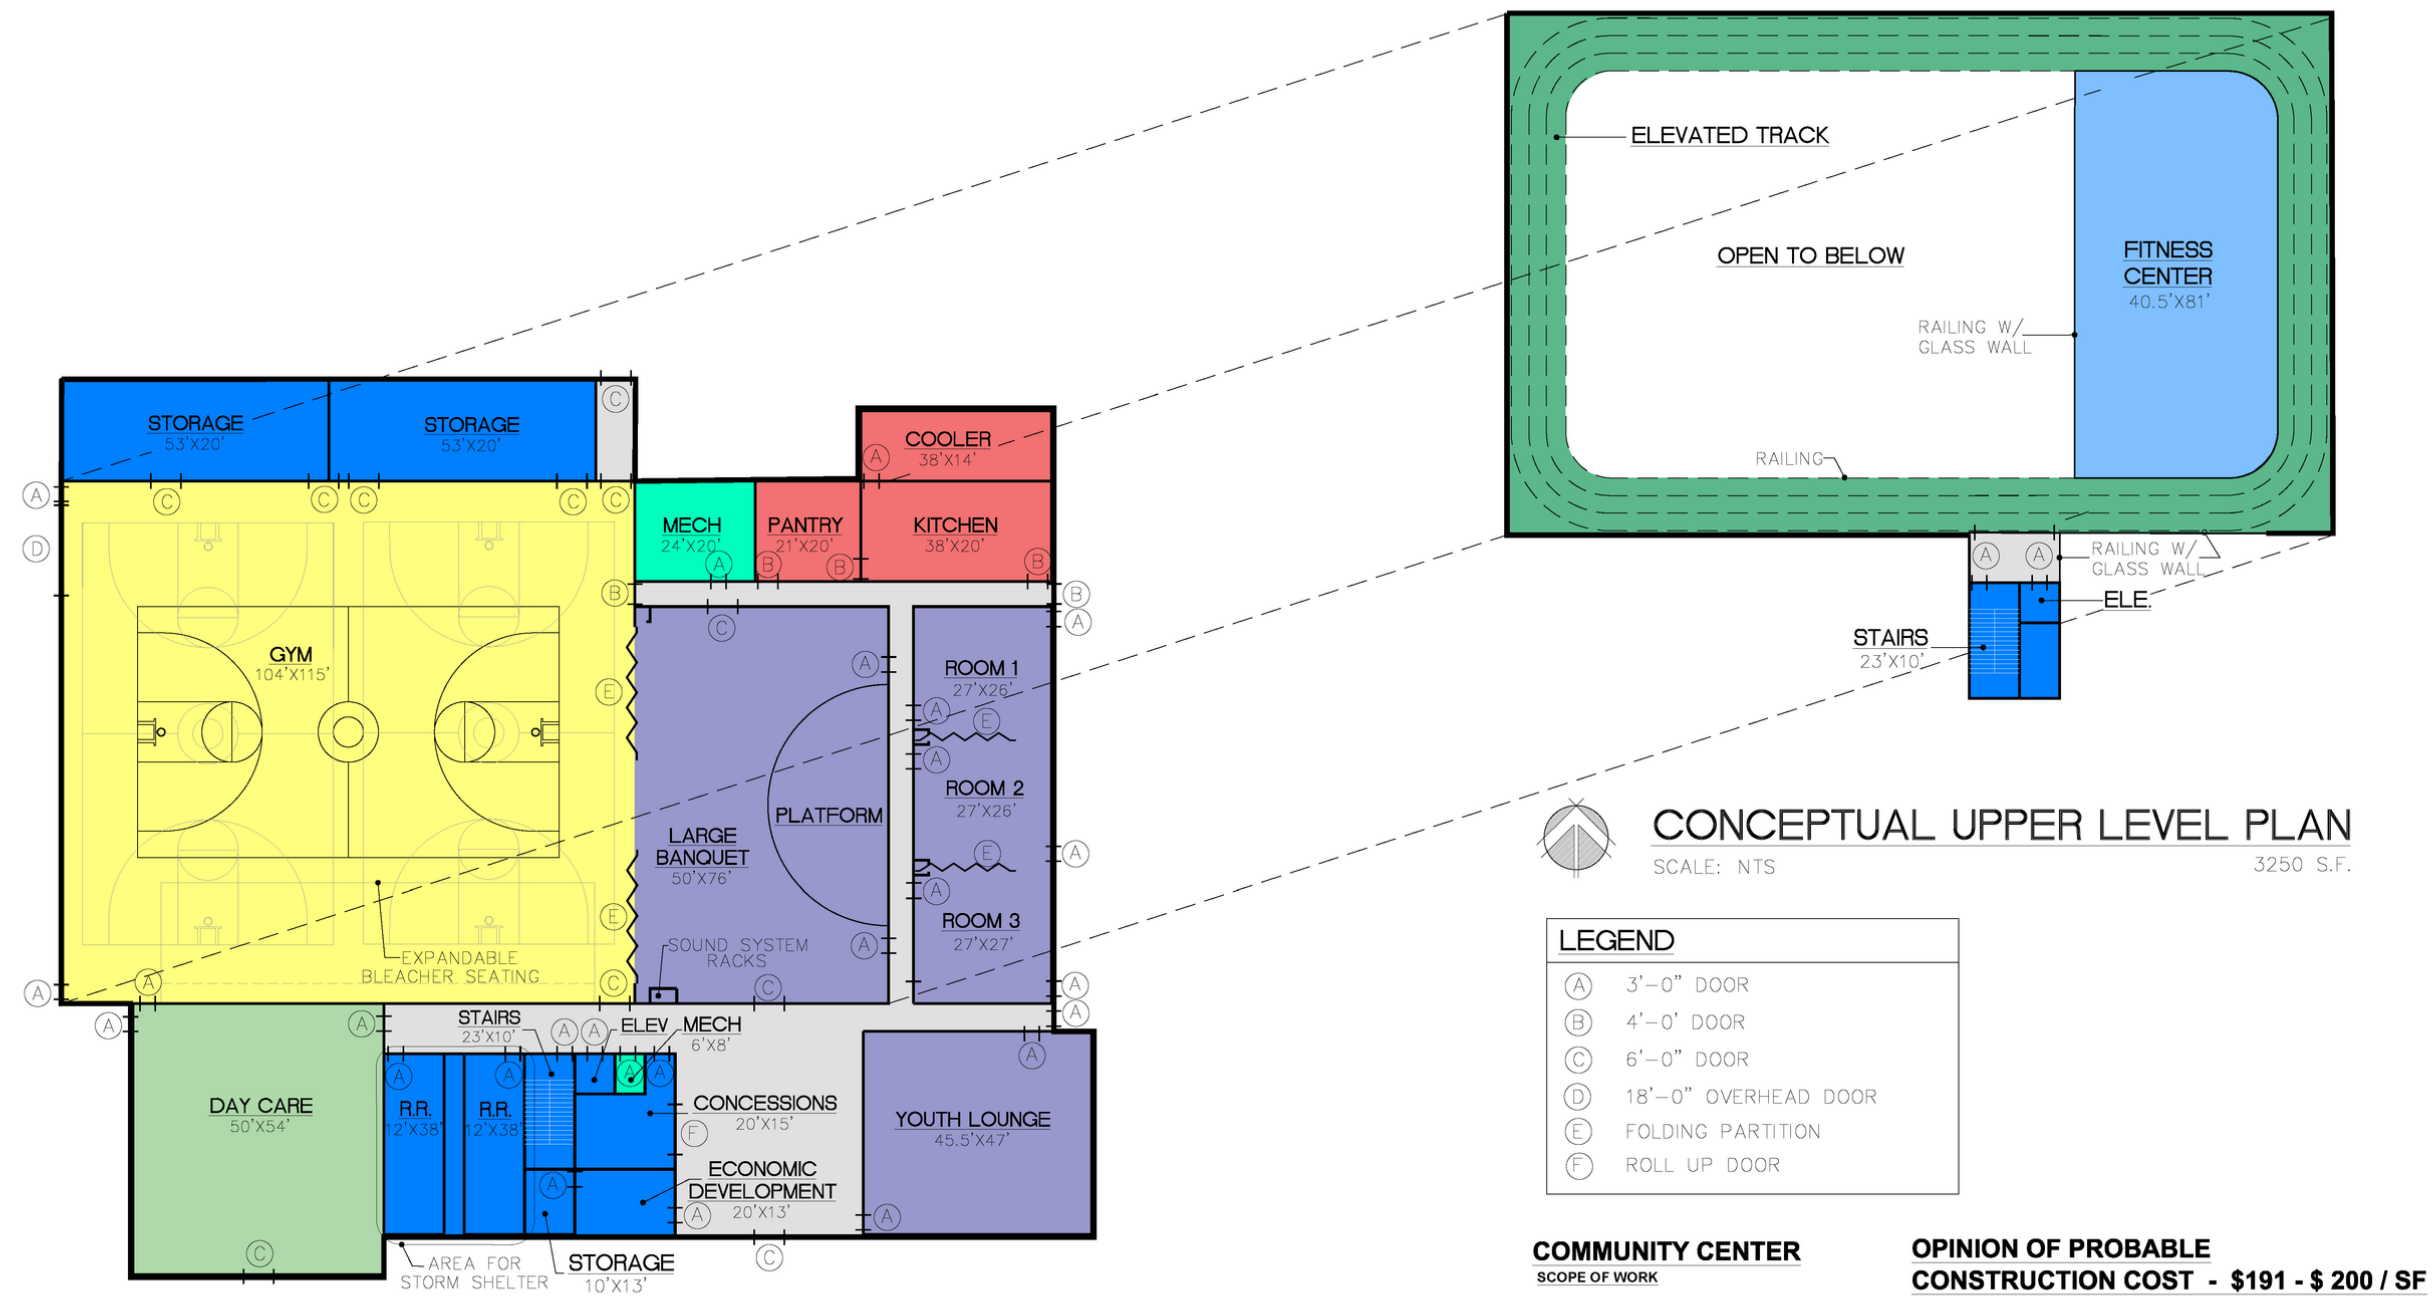 ELEVATED TRACK
OPEN TO BELOW
FITNESS
CENTER
40.5'X81'
RAILING W/
GLASS WALL
RAILING
A
A
RAILING W/
GLASS WALL
ELE.
STAIRS
23'X10'
CONCEPTUAL UPPER LEVEL PLAN
SCALE: NTS
3250 S.F.
STORAGE
53'X20'
STORAGE
53'X20'
C
COOLER
38'X14'
A
A
C
C
C
C
C
D
MECH
24'X20'
A
PANTRY
21'X20'
B
B
KITCHEN
38'X20'
B
B
B
A
C
GYM
104'X115'
E
A
ROOM 1
27'X26'
A
E
A
ROOM 2
27'X26'
PLATFORM
LARGE
BANQUET
50'X76'
E
A
A
ROOM 3
27'X27'
E
A
SOUND SYSTEM
RACKS
EXPANDABLE
BLEACHER SEATING
A
A
C
C
A
A
A
A
STAIRS
23'X10'
A
A
ELEV
MECH
6'X8'
A
A
A
A
A
DAY CARE
50'X54'
R.R.
12'X38'
R.R.
12'X38'
CONCESSIONS
20'X15'
F
YOUTH LOUNGE
45.5'X47'
ECONOMIC
DEVELOPMENT
20'X13'
A
A
A
C
C
AREA FOR
STORM SHELTER
STORAGE
10'X13'
LEGEND
A 3'-0" DOOR
B 4'-0' DOOR
C 6'-0" DOOR
D 18'-0" OVERHEAD DOOR
E FOLDING PARTITION
F ROLL UP DOOR
COMMUNITY CENTER
SCOPE OF WORK
OPINION OF PROBABLE
CONSTRUCTION COST - $191 - $ 200 / SF